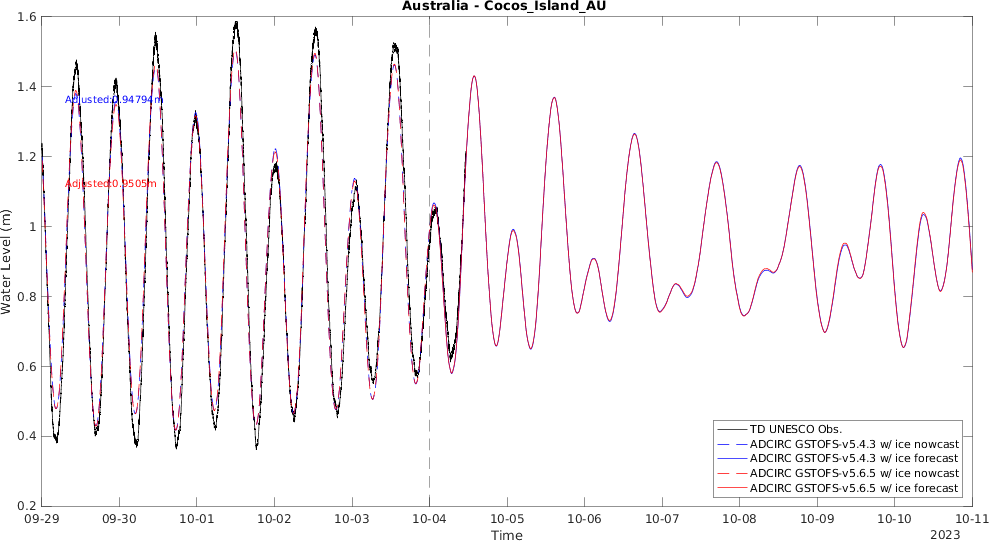 Australia - Cocos_Island_AU
1.6
1.4
1.2
1
0.8
0.6
0.4
0.2
Water Level (m)
Adjusted:0.94794m
Adjusted:0.9505m
TD UNESCO Obs.
ADCIRC GSTOFS-v5.4.3 w/ ice nowcast
ADCIRC GSTOFS-v5.4.3 w/ ice forecast
ADCIRC GSTOFS-v5.6.5 w/ ice nowcast
ADCIRC GSTOFS-v5.6.5 w/ ice forecast
09-29 09-30 10-01 10-02 10-03 10-04 10-05 10-06 10-07 10-08 10-09 10-10 10-11
Time
2023